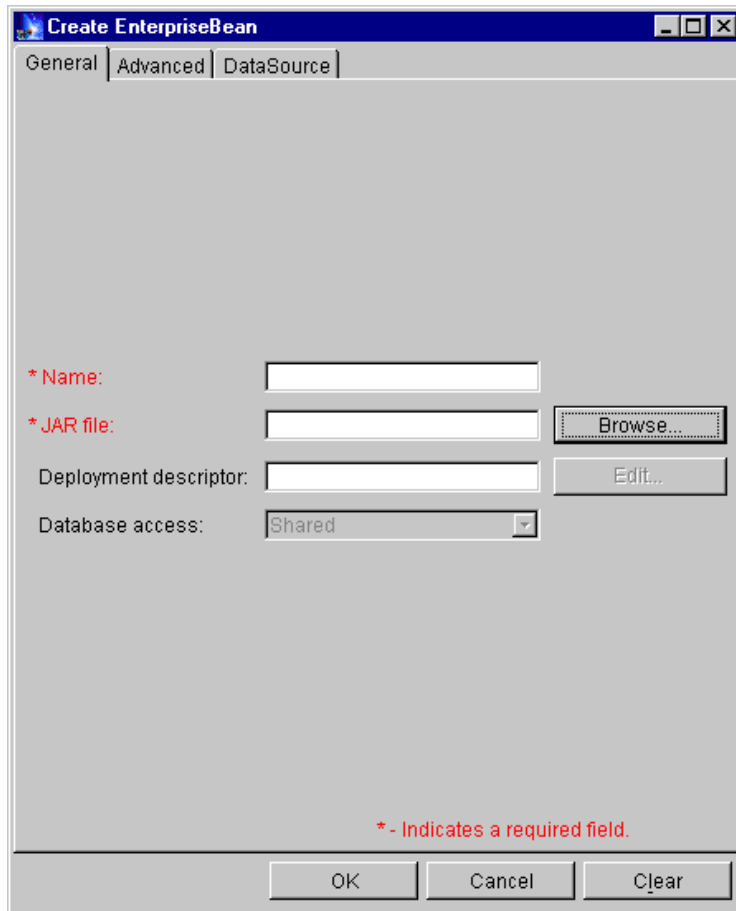 Create EnterpriseBean
General Advanced DataSource
* Name:
* JAR file: Browse...
Deployment descriptor: Edit...
Database access: Shared
* - Indicates a required field.
OK Cancel Clear